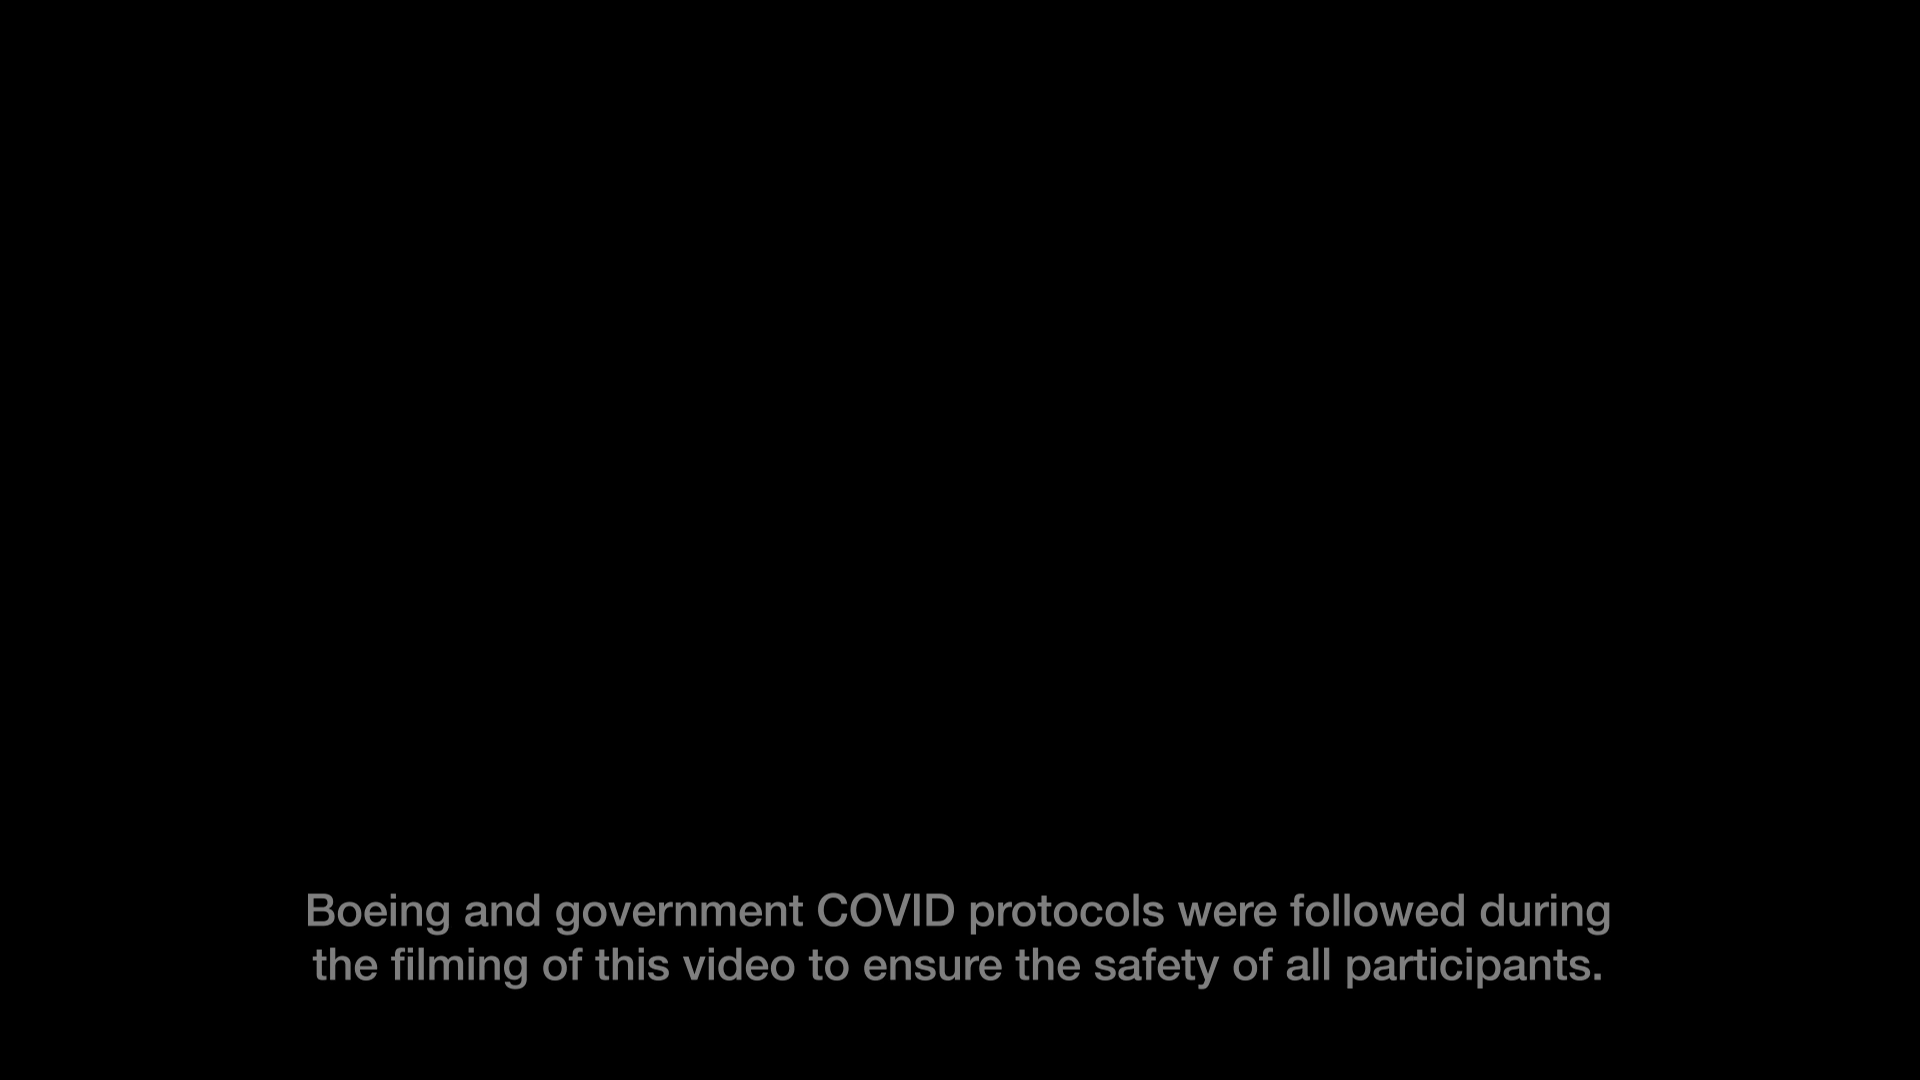 Boeing and government COVID protocols were followed during
the filming of this video to ensure the safety of all participants.